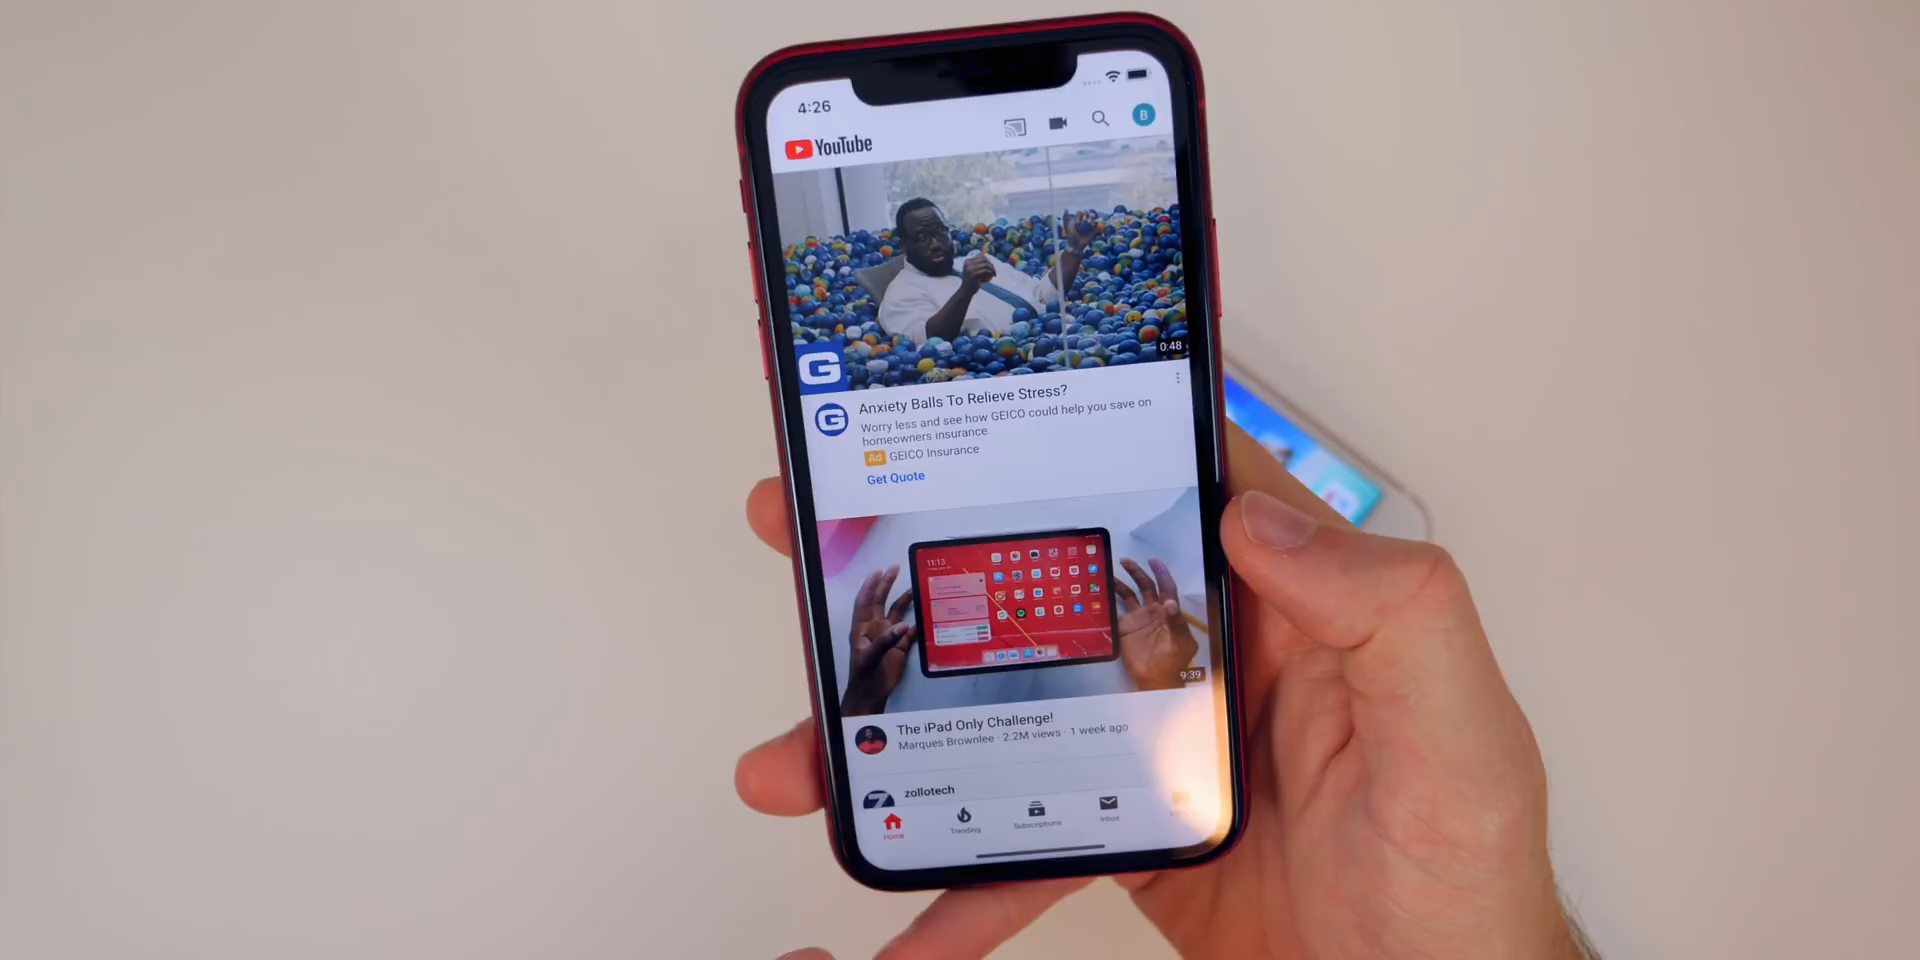 4:26
B
YouTube
0:48
G
G
Anxiety Balls To Relieve Stress?
Worry less and see how GEICO could help you save on
homeowners insurance.
Ad GEICO Insurance
Get Quote
11:13
9:39
The iPad Only Challenge!
Marques Brownlee · 2.2M views · 1 week ago
zollotech
Home
Trending
Subscriptions
Inbox